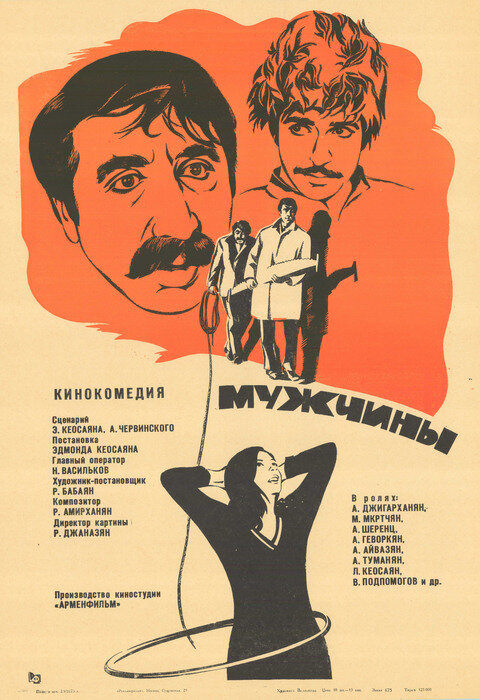 КИНОКОМЕДИЯ
МУЖЧИНЫ
Сценарий
Э. КЕОСАЯНА, А. ЧЕРВИНСКОГО
Постановка
ЭДМОНДА КЕОСАЯНА
Главный оператор
Н. ВАСИЛЬКОВ
Художник-постановщик
Р. БАБАЯН
Композитор
Р. АМИРХАНЯН
Директор картины
Р. ДЖАНАЗЯН
Производство киностудии
«АРМЕНФИЛЬМ»
В ролях:
А. ДЖИГАРХАНЯН,
М. МКРТЧЯН,
А. ШЕРЕНЦ,
А. ГЕВОРКЯН,
А. АЙВАЗЯН,
А. ТУМАНЯН,
Л. КЕОСАЯН,
В. ПОДПОМОГОВ и др.